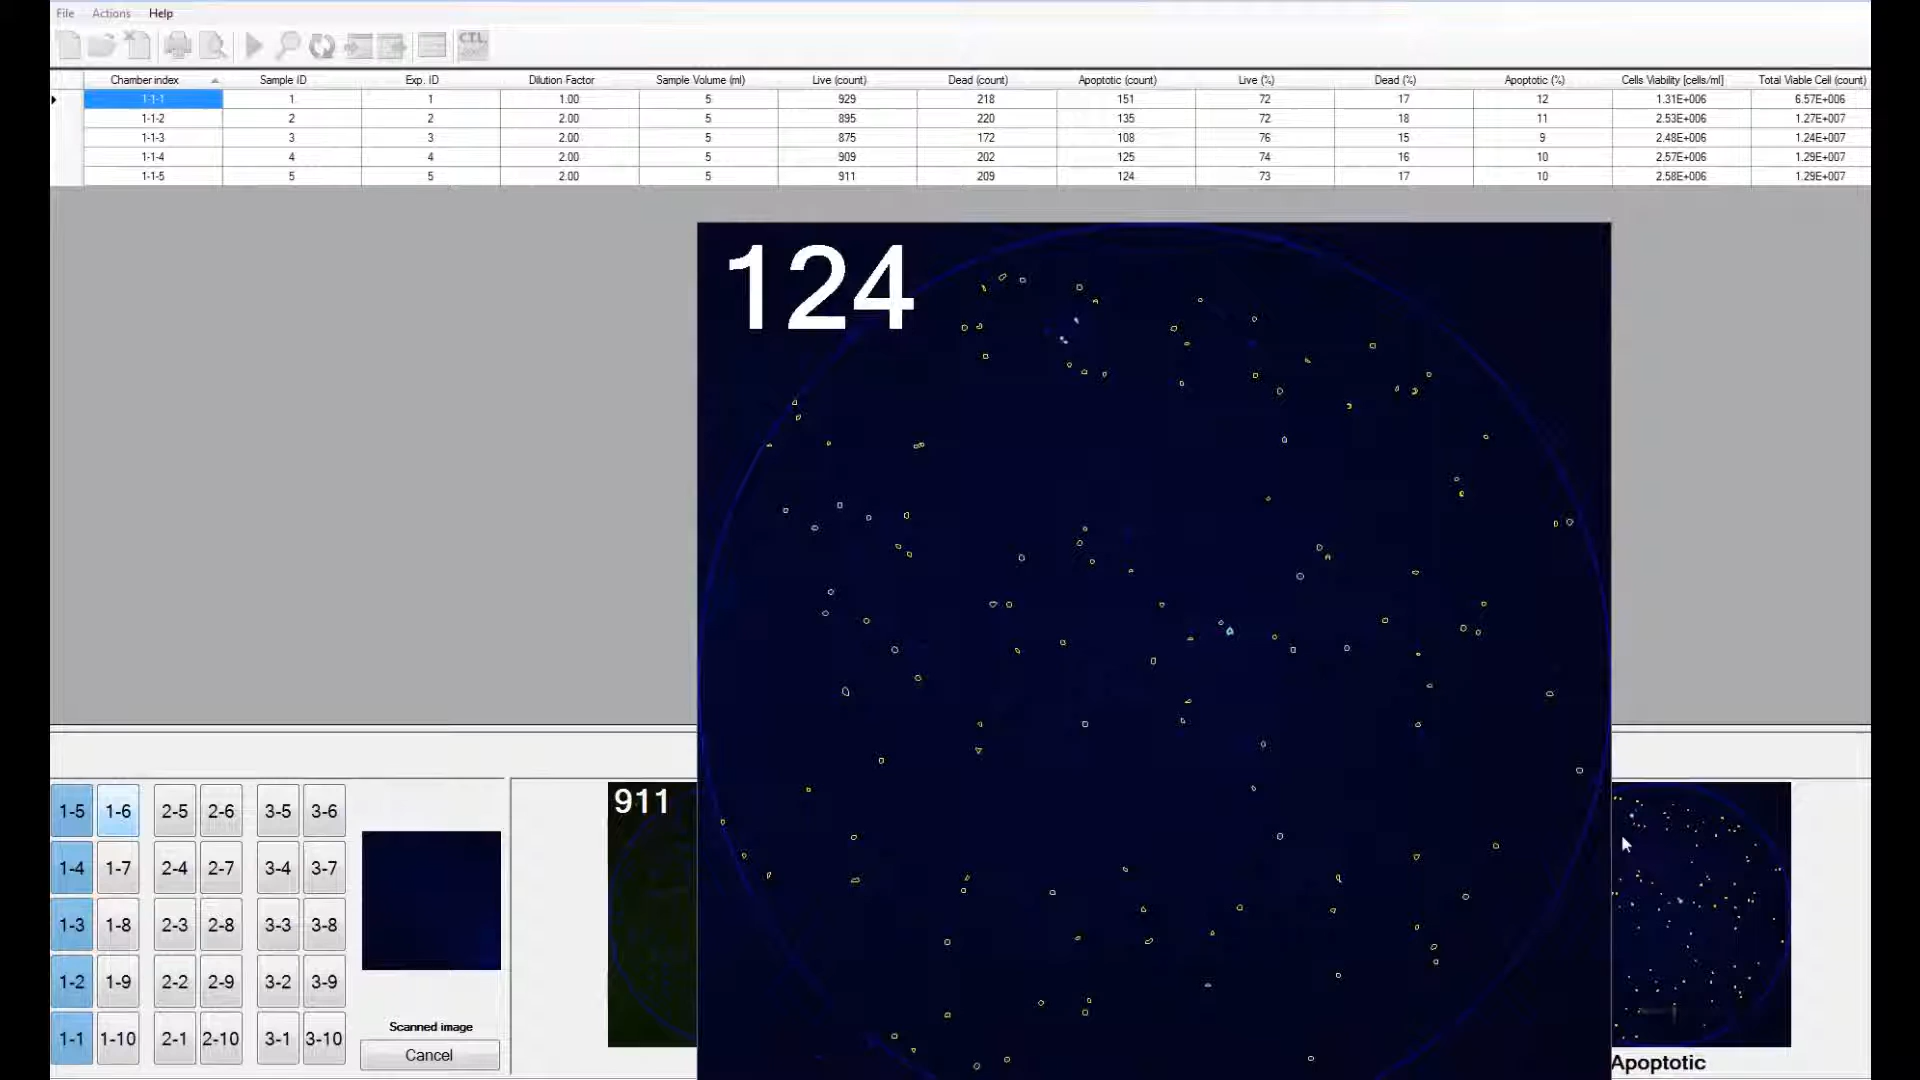 File Actions Help
CTL
Chamber index Sample ID Exp. ID Dilution Factor Sample Volume (ml) Live (count) Dead (count) Apoptotic (count) Live (%) Dead (%) Apoptotic (%) Cells Viability [cells/ml] Total Viable Cell (count)
1-1-1 1 1 1.00 5 929 218 151 72 17 12 1.31E+006 6.57E+006
1-1-2 2 2 2.00 5 895 220 135 72 18 11 2.53E+006 1.27E+007
1-1-3 3 3 2.00 5 875 172 108 76 15 9 2.48E+006 1.24E+007
1-1-4 4 4 2.00 5 909 202 125 74 16 10 2.57E+006 1.29E+007
1-1-5 5 5 2.00 5 911 209 124 73 17 10 2.58E+006 1.29E+007
124
911
1-5 1-6 2-5 2-6 3-5 3-6
1-4 1-7 2-4 2-7 3-4 3-7
1-3 1-8 2-3 2-8 3-3 3-8
1-2 1-9 2-2 2-9 3-2 3-9
1-1 1-10 2-1 2-10 3-1 3-10
Scanned image
Cancel
Apoptotic